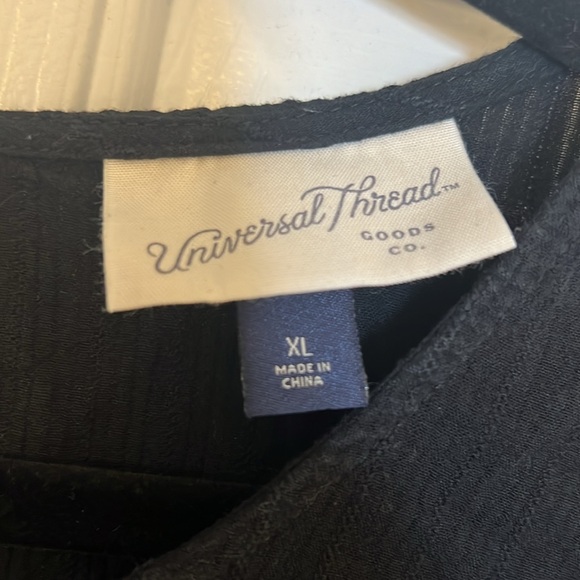 Universal Thread™
GOODS
CO.
XL
MADE IN
CHINA